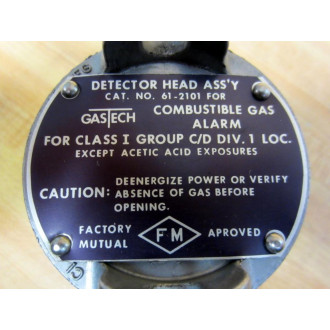 DETECTOR HEAD ASS'Y
CAT. NO. 61-2101 FOR
GASTECH COMBUSTIBLE GAS
ALARM
FOR CLASS I GROUP C/D DIV. 1 LOC.
EXCEPT ACETIC ACID EXPOSURES
DEENERGIZE POWER OR VERIFY
CAUTION: ABSENCE OF GAS BEFORE
OPENING.
FACTORY MUTUAL FM APROVED